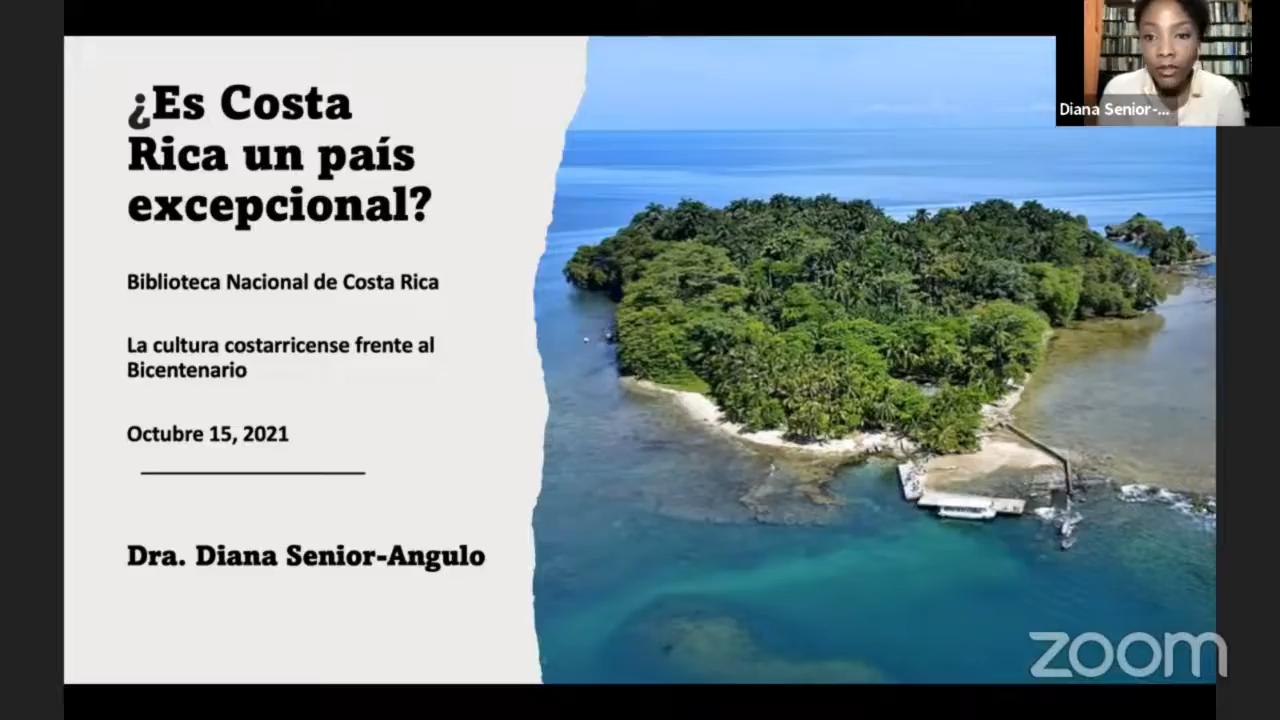 ¿Es Costa
Rica un país
excepcional?
Biblioteca Nacional de Costa Rica
La cultura costarricense frente al
Bicentenario
Octubre 15, 2021
Dra. Diana Senior-Angulo
Diana Senior-...
zoom